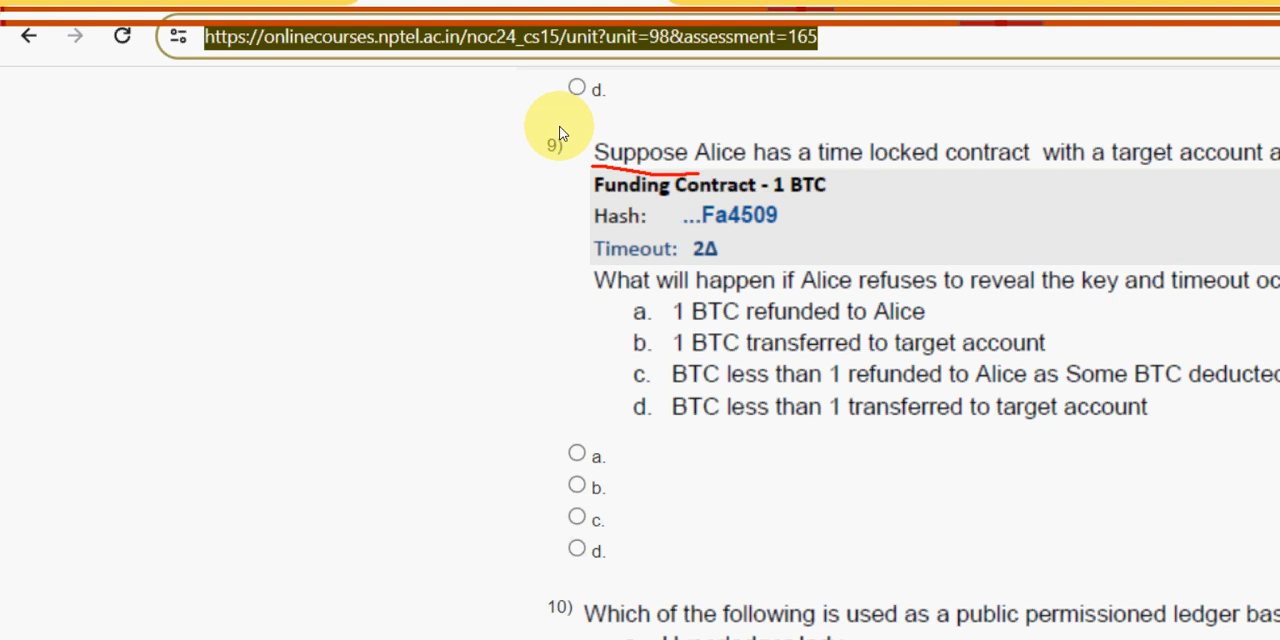 https://onlinecourses.nptel.ac.in/noc24_cs15/unit?unit=98&assessment=165
d.
9) Suppose Alice has a time locked contract with a target account a
Funding Contract - 1 BTC
Hash: ...Fa4509
Timeout: 2Δ
What will happen if Alice refuses to reveal the key and timeout oc
a. 1 BTC refunded to Alice
b. 1 BTC transferred to target account
c. BTC less than 1 refunded to Alice as Some BTC deducted
d. BTC less than 1 transferred to target account
a.
b.
c.
d.
10) Which of the following is used as a public permissioned ledger bas